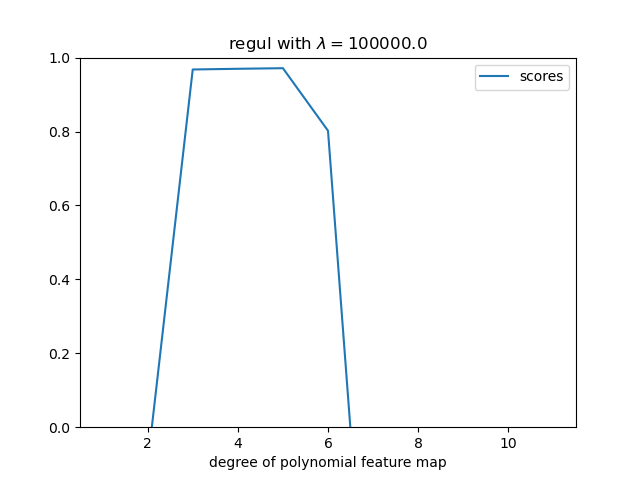 regul with λ = 100000.0
scores
1.0
0.8
0.6
0.4
0.2
0.0
2 4 6 8 10
degree of polynomial feature map